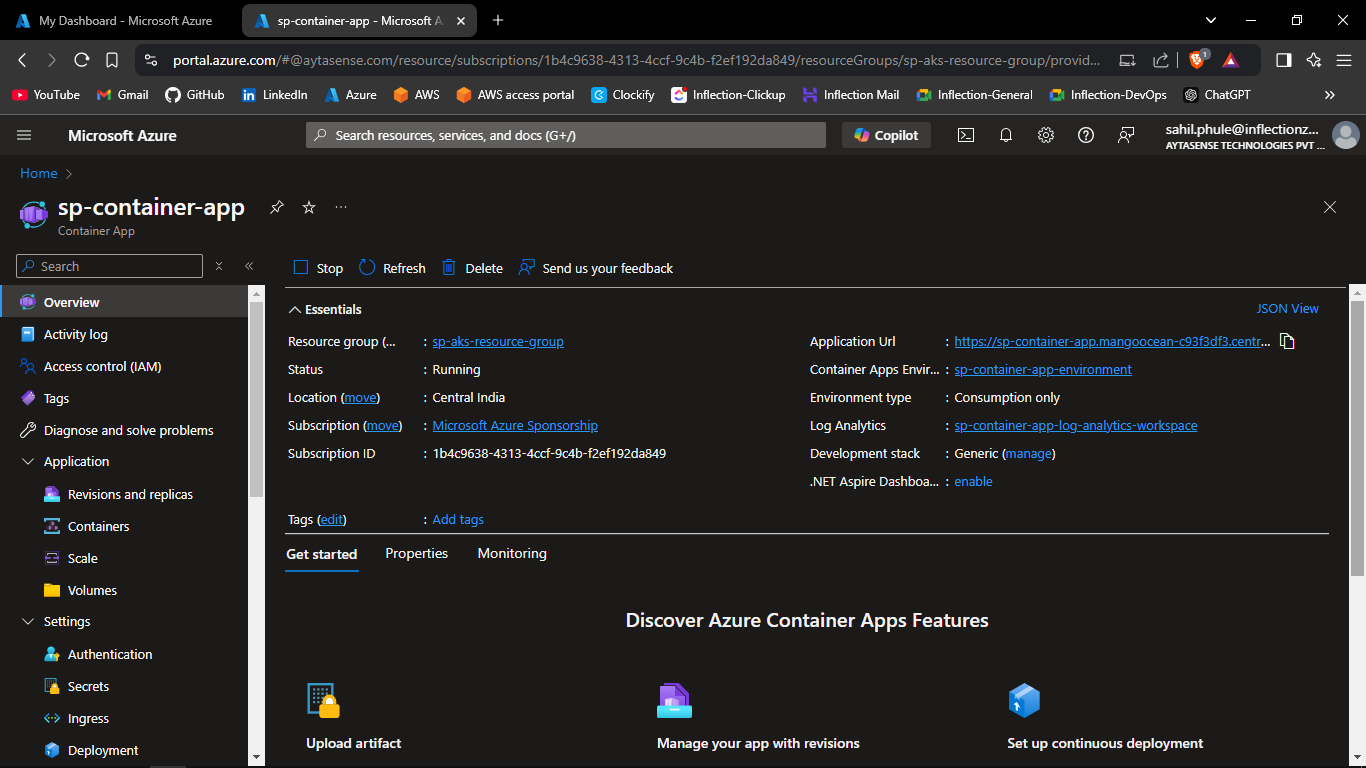 My Dashboard - Microsoft Azure
sp-container-app - Microsoft A
portal.azure.com/#@aytasense.com/resource/subscriptions/1b4c9638-4313-4ccf-9c4b-f2ef192da849/resourceGroups/sp-aks-resource-group/provid...
1
YouTube Gmail GitHub LinkedIn Azure AWS AWS access portal Clockify Inflection-Clickup Inflection Mail Inflection-General Inflection-DevOps ChatGPT
Microsoft Azure
Search resources, services, and docs (G+/)
Copilot
sahil.phule@inflectionz...
AYTASENSE TECHNOLOGIES PVT ...
Home
sp-container-app
Container App
Search
Overview
Activity log
Access control (IAM)
Tags
Diagnose and solve problems
Application
Revisions and replicas
Containers
Scale
Volumes
Settings
Authentication
Secrets
Ingress
Deployment
Stop Refresh Delete Send us your feedback
Essentials
JSON View
Resource group (... : sp-aks-resource-group
Status : Running
Location (move) : Central India
Subscription (move) : Microsoft Azure Sponsorship
Subscription ID : 1b4c9638-4313-4ccf-9c4b-f2ef192da849
Application Url : https://sp-container-app.mangoocean-c93f3df3.centr...
Container Apps Envir... : sp-container-app-environment
Environment type : Consumption only
Log Analytics : sp-container-app-log-analytics-workspace
Development stack : Generic (manage)
.NET Aspire Dashboa... : enable
Tags (edit) : Add tags
Get started Properties Monitoring
Discover Azure Container Apps Features
Upload artifact
Manage your app with revisions
Set up continuous deployment